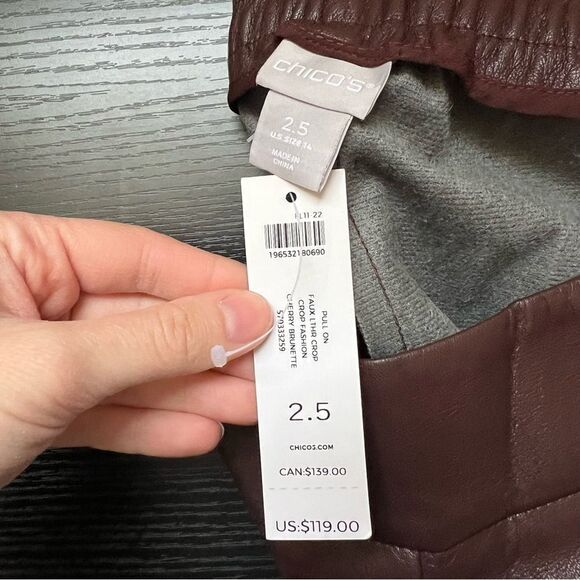 chico's®
2.5
U.S. SIZE 14
MADE IN
CHINA
FL11 22
196532180690
PULL ON
FAUX LTHR CROP
CROP FASHION
CHERRY BRUNETTE
579333259
2.5
CHICOS.COM
CAN:$139.00
US:$119.00